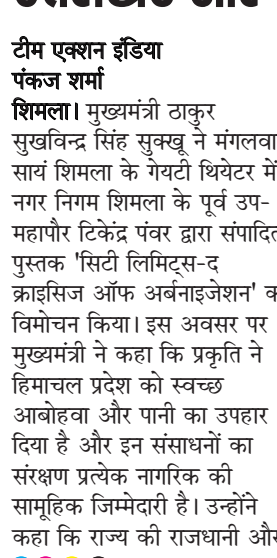 टीम एक्शन इंडिया
पंकज शर्मा
शिमला। मुख्यमंत्री ठाकुर
सुखविन्द्र सिंह सुक्खू ने मंगलवा
सायं शिमला के गेयटी थियेटर में
नगर निगम शिमला के पूर्व उप-
महापौर टिकेंद्र पंवर द्वारा संपादित
पुस्तक 'सिटी लिमिट्स-द
क्राइसिज ऑफ अर्बनाइजेशन' क
विमोचन किया। इस अवसर पर
मुख्यमंत्री ने कहा कि प्रकृति ने
हिमाचल प्रदेश को स्वच्छ
आबोहवा और पानी का उपहार
दिया है और इन संसाधनों का
संरक्षण प्रत्येक नागरिक की
सामूहिक जिम्मेदारी है। उन्होंने
कहा कि राज्य की राजधानी और